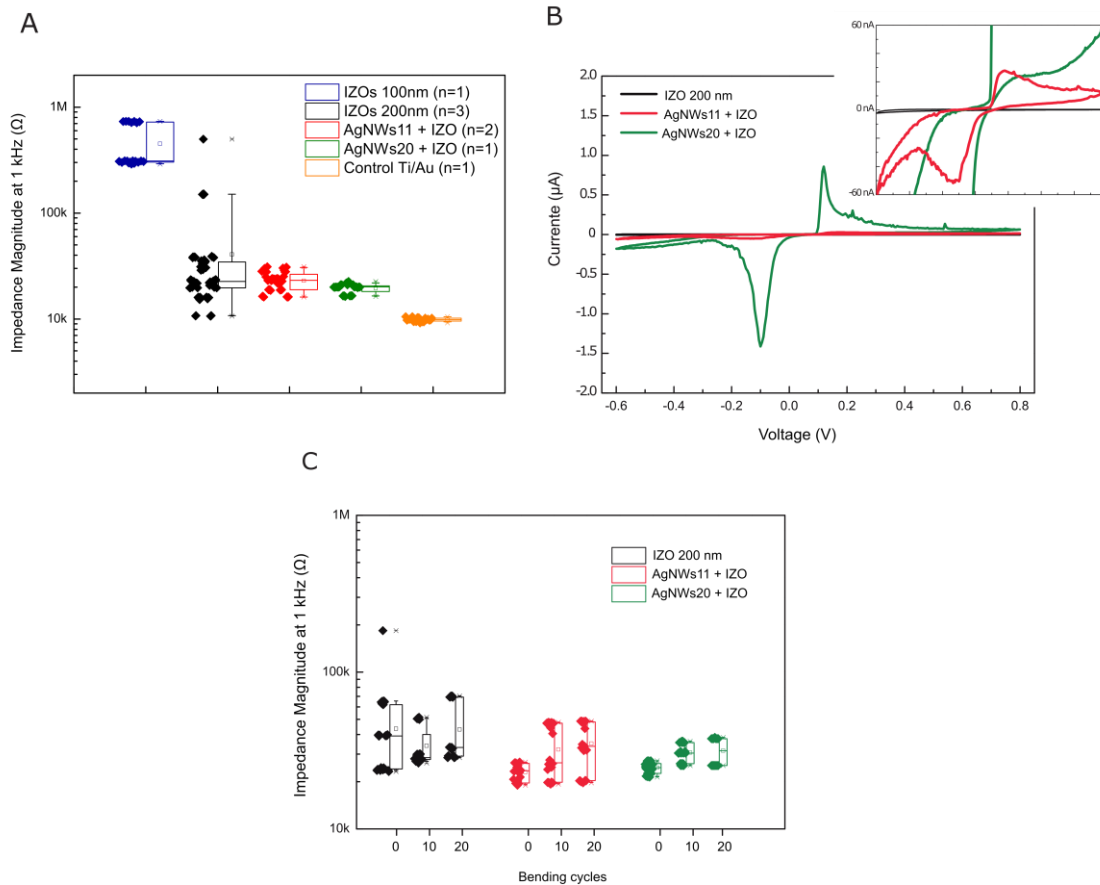 A
Impedance Magnitude at 1 kHz (Ω)
1M
100k
10k
IZOs 100nm (n=1)
IZOs 200nm (n=3)
AgNWs11 + IZO (n=2)
AgNWs20 + IZO (n=1)
Control Ti/Au (n=1)
B
Currente (µA)
2.0
1.5
1.0
0.5
0
-0.5
-1.0
-1.5
-2.0
IZO 200 nm
AgNWs11 + IZO
AgNWs20 + IZO
60 nA
0 nA
-60 nA
-0.6 -0.4 -0.2 0.0 0.2 0.4 0.6 0.8
Voltage (V)
C
Impedance Magnitude at 1 kHz (Ω)
1M
100k
10k
IZO 200 nm
AgNWs11 + IZO
AgNWs20 + IZO
0 10 20 0 10 20 0 10 20
Bending cycles